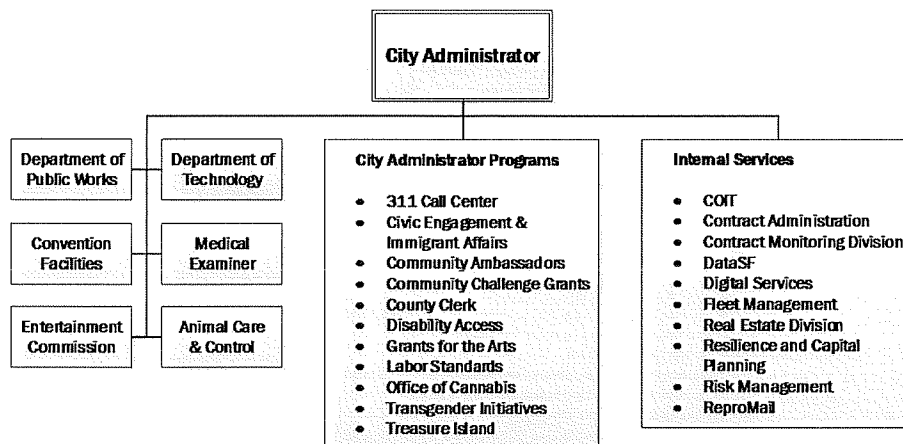 City Administrator
Department of
Public Works
Department of
Technology
Convention
Facilities
Medical
Examiner
Entertainment
Commission
Animal Care
& Control
City Administrator Programs
• 311 Call Center
• Civic Engagement &
Immigrant Affairs
• Community Ambassadors
• Community Challenge Grants
• County Clerk
• Disability Access
• Grants for the Arts
• Labor Standards
• Office of Cannabis
• Transgender Initiatives
• Treasure Island
Internal Services
• COIT
• Contract Administration
• Contract Monitoring Division
• DataSF
• Digital Services
• Fleet Management
• Real Estate Division
• Resilience and Capital
Planning
• Risk Management
• ReproMail